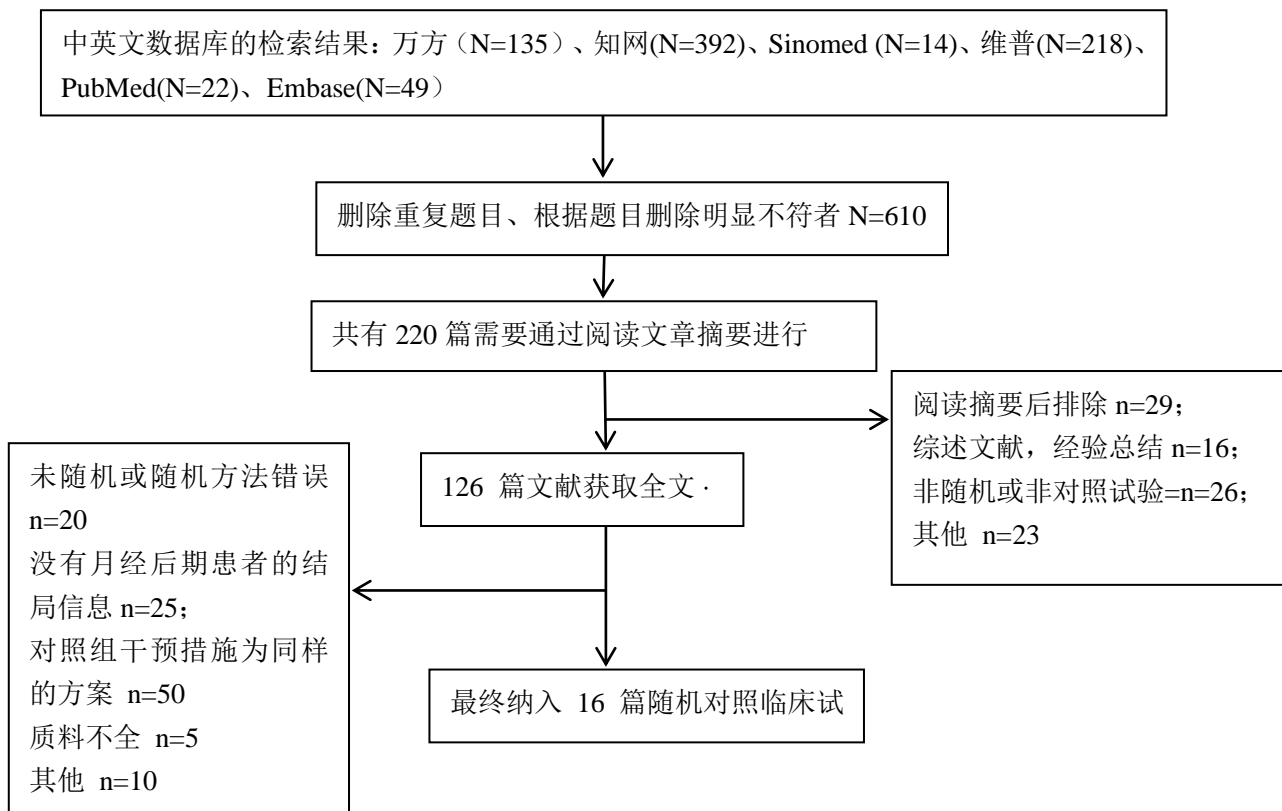 中英文数据库的检索结果：万方（N=135）、知网(N=392)、Sinomed (N=14)、维普(N=218)、
PubMed(N=22)、Embase(N=49）
删除重复题目、根据题目删除明显不符者 N=610
共有 220 篇需要通过阅读文章摘要进行
阅读摘要后排除 n=29；
综述文献，经验总结 n=16；
非随机或非对照试验=n=26；
其他 n=23
126 篇文献获取全文 .
未随机或随机方法错误
n=20
没有月经后期患者的结
局信息 n=25；
对照组干预措施为同样
的方案 n=50
质料不全 n=5
其他 n=10
最终纳入 16 篇随机对照临床试